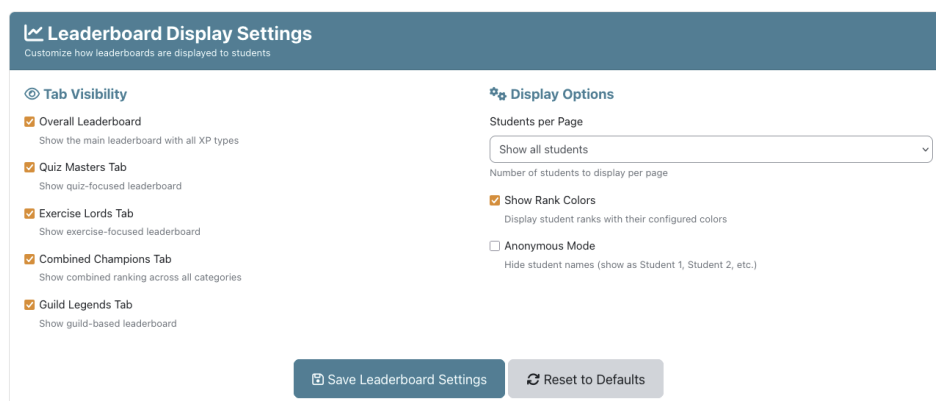 Leaderboard Display Settings
Customize how leaderboards are displayed to students
Tab Visibility
Overall Leaderboard
Show the main leaderboard with all XP types
Quiz Masters Tab
Show quiz-focused leaderboard
Exercise Lords Tab
Show exercise-focused leaderboard
Combined Champions Tab
Show combined ranking across all categories
Guild Legends Tab
Show guild-based leaderboard
Display Options
Students per Page
Show all students
Number of students to display per page
Show Rank Colors
Display student ranks with their configured colors
Anonymous Mode
Hide student names (show as Student 1, Student 2, etc.)
Save Leaderboard Settings
Reset to Defaults